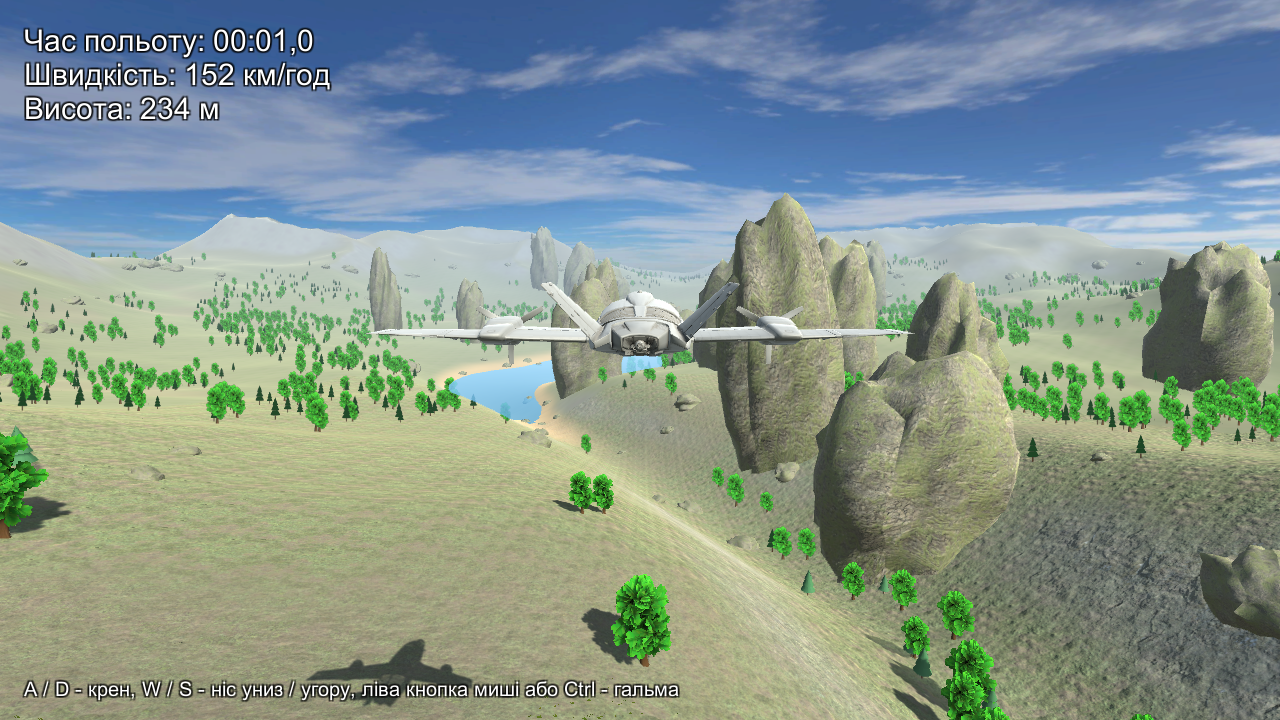 Час польоту: 00:01,0
Швидкість: 152 км/год
Висота: 234 м
A / D - крен, W / S - ніс униз / угору, ліва кнопка миші або Ctrl - гальма